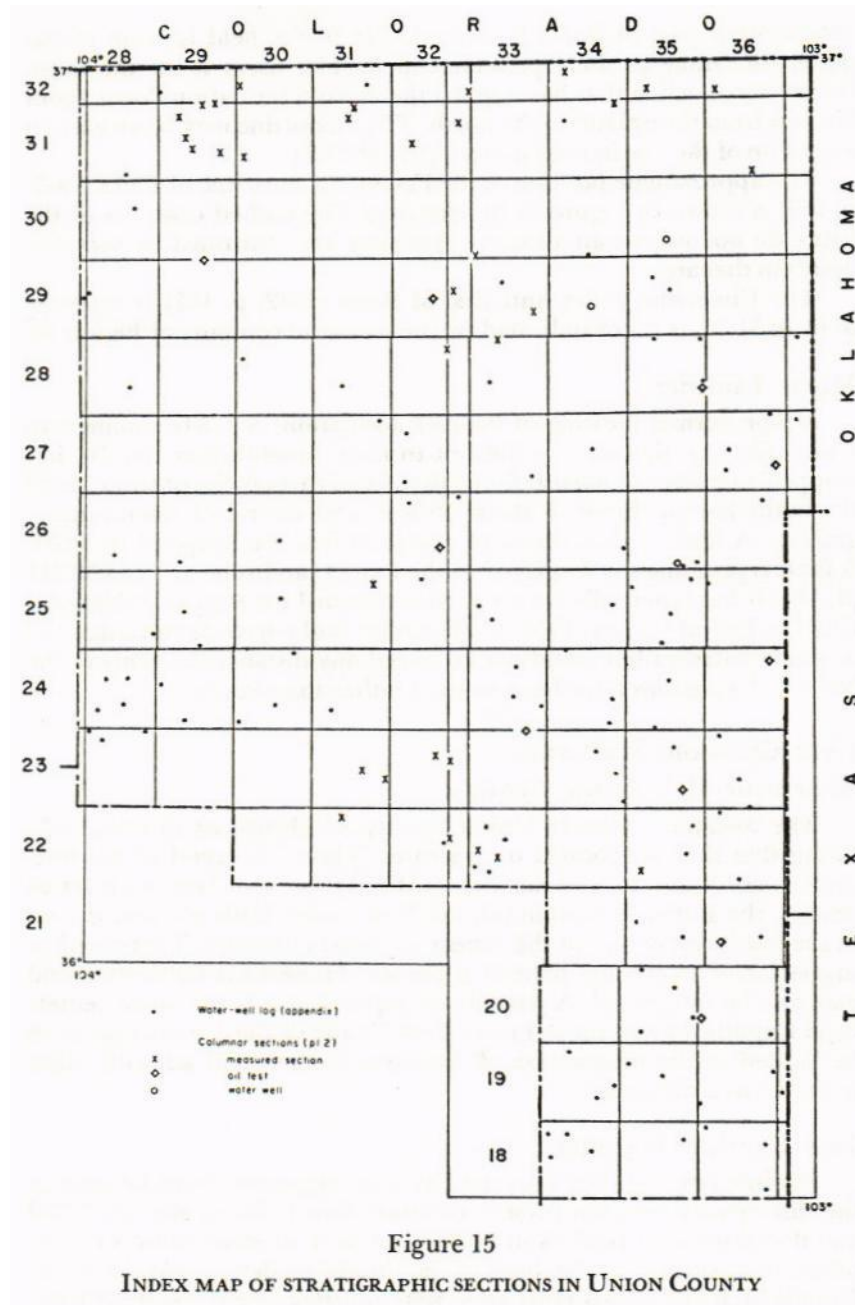 C O L O R A D O
104° 103°
28 29 30 31 32 33 34 35 36
37° 37°
32
31
30
29
28
27
26
25
24
23
22
21
36°
104°
20
19
18
103°
OKLAHOMA
TEXAS
Water-well log (appendix)
Columnar sections (pl 2)
x measured section
oil test
water well
Figure 15
INDEX MAP OF STRATIGRAPHIC SECTIONS IN UNION COUNTY